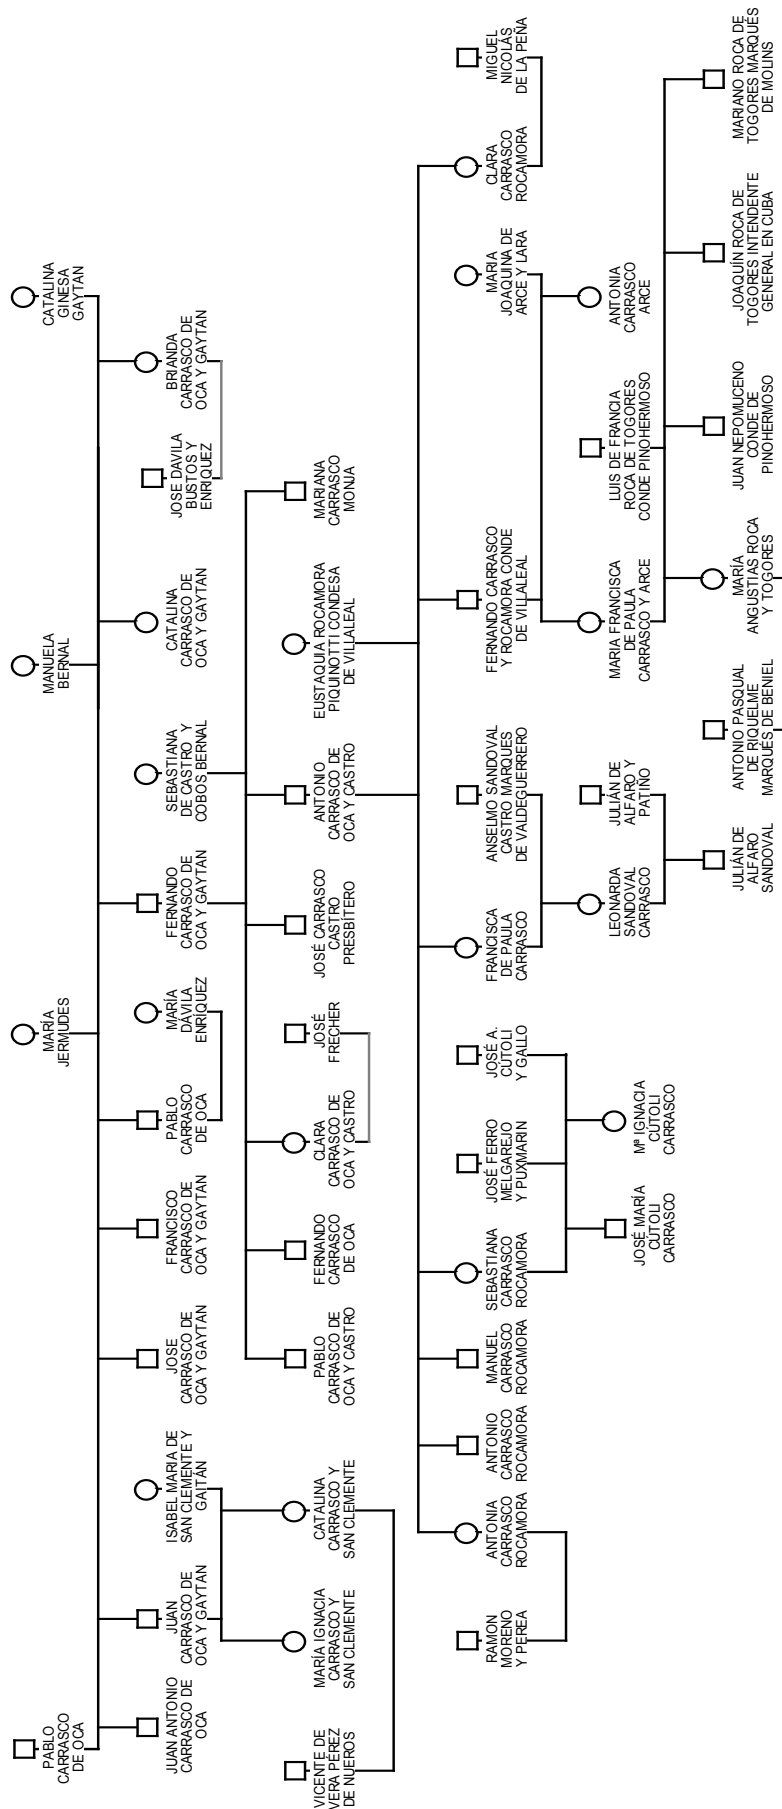 PABLO
CARRASCO
DE OCA
MARÍA
JERMUDES
MANUELA
BERNAL
CATALINA
GINESA
GAYTAN
JUAN ANTONIO
CARRASCO DE
OCA
JUAN
CARRASCO DE
OCA Y GAYTAN
ISABEL MARIA DE
SAN CLEMENTE Y
GAITÁN
JOSE
CARRASCO DE
OCA Y GAYTAN
FRANCISCO
CARRASCO DE
OCA Y GAYTAN
PABLO
CARRASCO
DE OCA
MARÍA
DÁVILA
ENRÍQUEZ
FERNANDO
CARRASCO DE
OCA Y GAYTAN
SEBASTIANA
DE CASTRO Y
COBOS BERNAL
CATALINA
CARRASCO DE
OCA Y GAYTAN
JOSE DAVILA
BUSTOS Y
ENRIQUEZ
BRIANDA
CARRASCO DE
OCA Y GAYTAN
VICENTE DE
VERA PÉREZ
DE NUEROS
MARÍA IGNACIA
CARRASCO Y
SAN CLEMENTE
CATALINA
CARRASCO Y
SAN CLEMENTE
PABLO
CARRASCO DE
OCA Y CASTRO
FERNANDO
CARRASCO
DE OCA
CLARA
CARRASCO DE
OCA Y CASTRO
JOSÉ
FRECHER
JOSÉ CARRASCO
CASTRO
PRESBÍTERO
ANTONIO
CARRASCO DE
OCA Y CASTRO
EUSTAQUIA ROCAMORA
PIQUINOTTI CONDESA
DE VILLALEAL
MARIANA
CARRASCO
MONJA
RAMON
MORENO
Y PEREA
ANTONIA
CARRASCO
ROCAMORA
ANTONIO
CARRASCO
ROCAMORA
MANUEL
CARRASCO
ROCAMORA
SEBASTIANA
CARRASCO
ROCAMORA
JOSÉ FERRO
MELGAREJO
Y PUXMARIN
JOSÉ A.
CÚTOLI
Y GALLO
FRANCISCA
DE PAULA
CARRASCO
ANSELMO SANDOVAL
CASTRO MARQUES
DE VALDEGUERRERO
FERNANDO CARRASCO
Y ROCAMORA CONDE
DE VILLALEAL
MARIA
JOAQUINA DE
ARCE Y LARA
CLARA
CARRASCO
ROCAMORA
MIGUEL
NICOLÁS
DE LA PEÑA
JOSÉ MARÍA
CÚTOLI
CARRASCO
Mª IGNACIA
CÚTOLI
CARRASCO
LEONARDA
SANDOVAL
CARRASCO
JULIÁN DE
ALFARO Y
PATIÑO
MARIA FRANCISCA
DE PAULA
CARRASCO Y ARCE
LUIS DE FRANCIA
ROCA DE TOGORES
CONDE PINOHERMOSO
ANTONIA
CARRASCO
ARCE
JULIÁN DE
ALFARO
SANDOVAL
ANTONIO PASQUAL
DE RIQUELME
MARQUÉS DE BENIEL
MARÍA
ANGUSTIAS ROCA
Y TOGORES
JUAN NEPOMUCENO
CONDE DE
PINOHERMOSO
JOAQUÍN ROCA DE
TOGORES INTENDENTE
GENERAL EN CUBA
MARIANO ROCA DE
TOGORES MARQUÉS
DE MOLINS